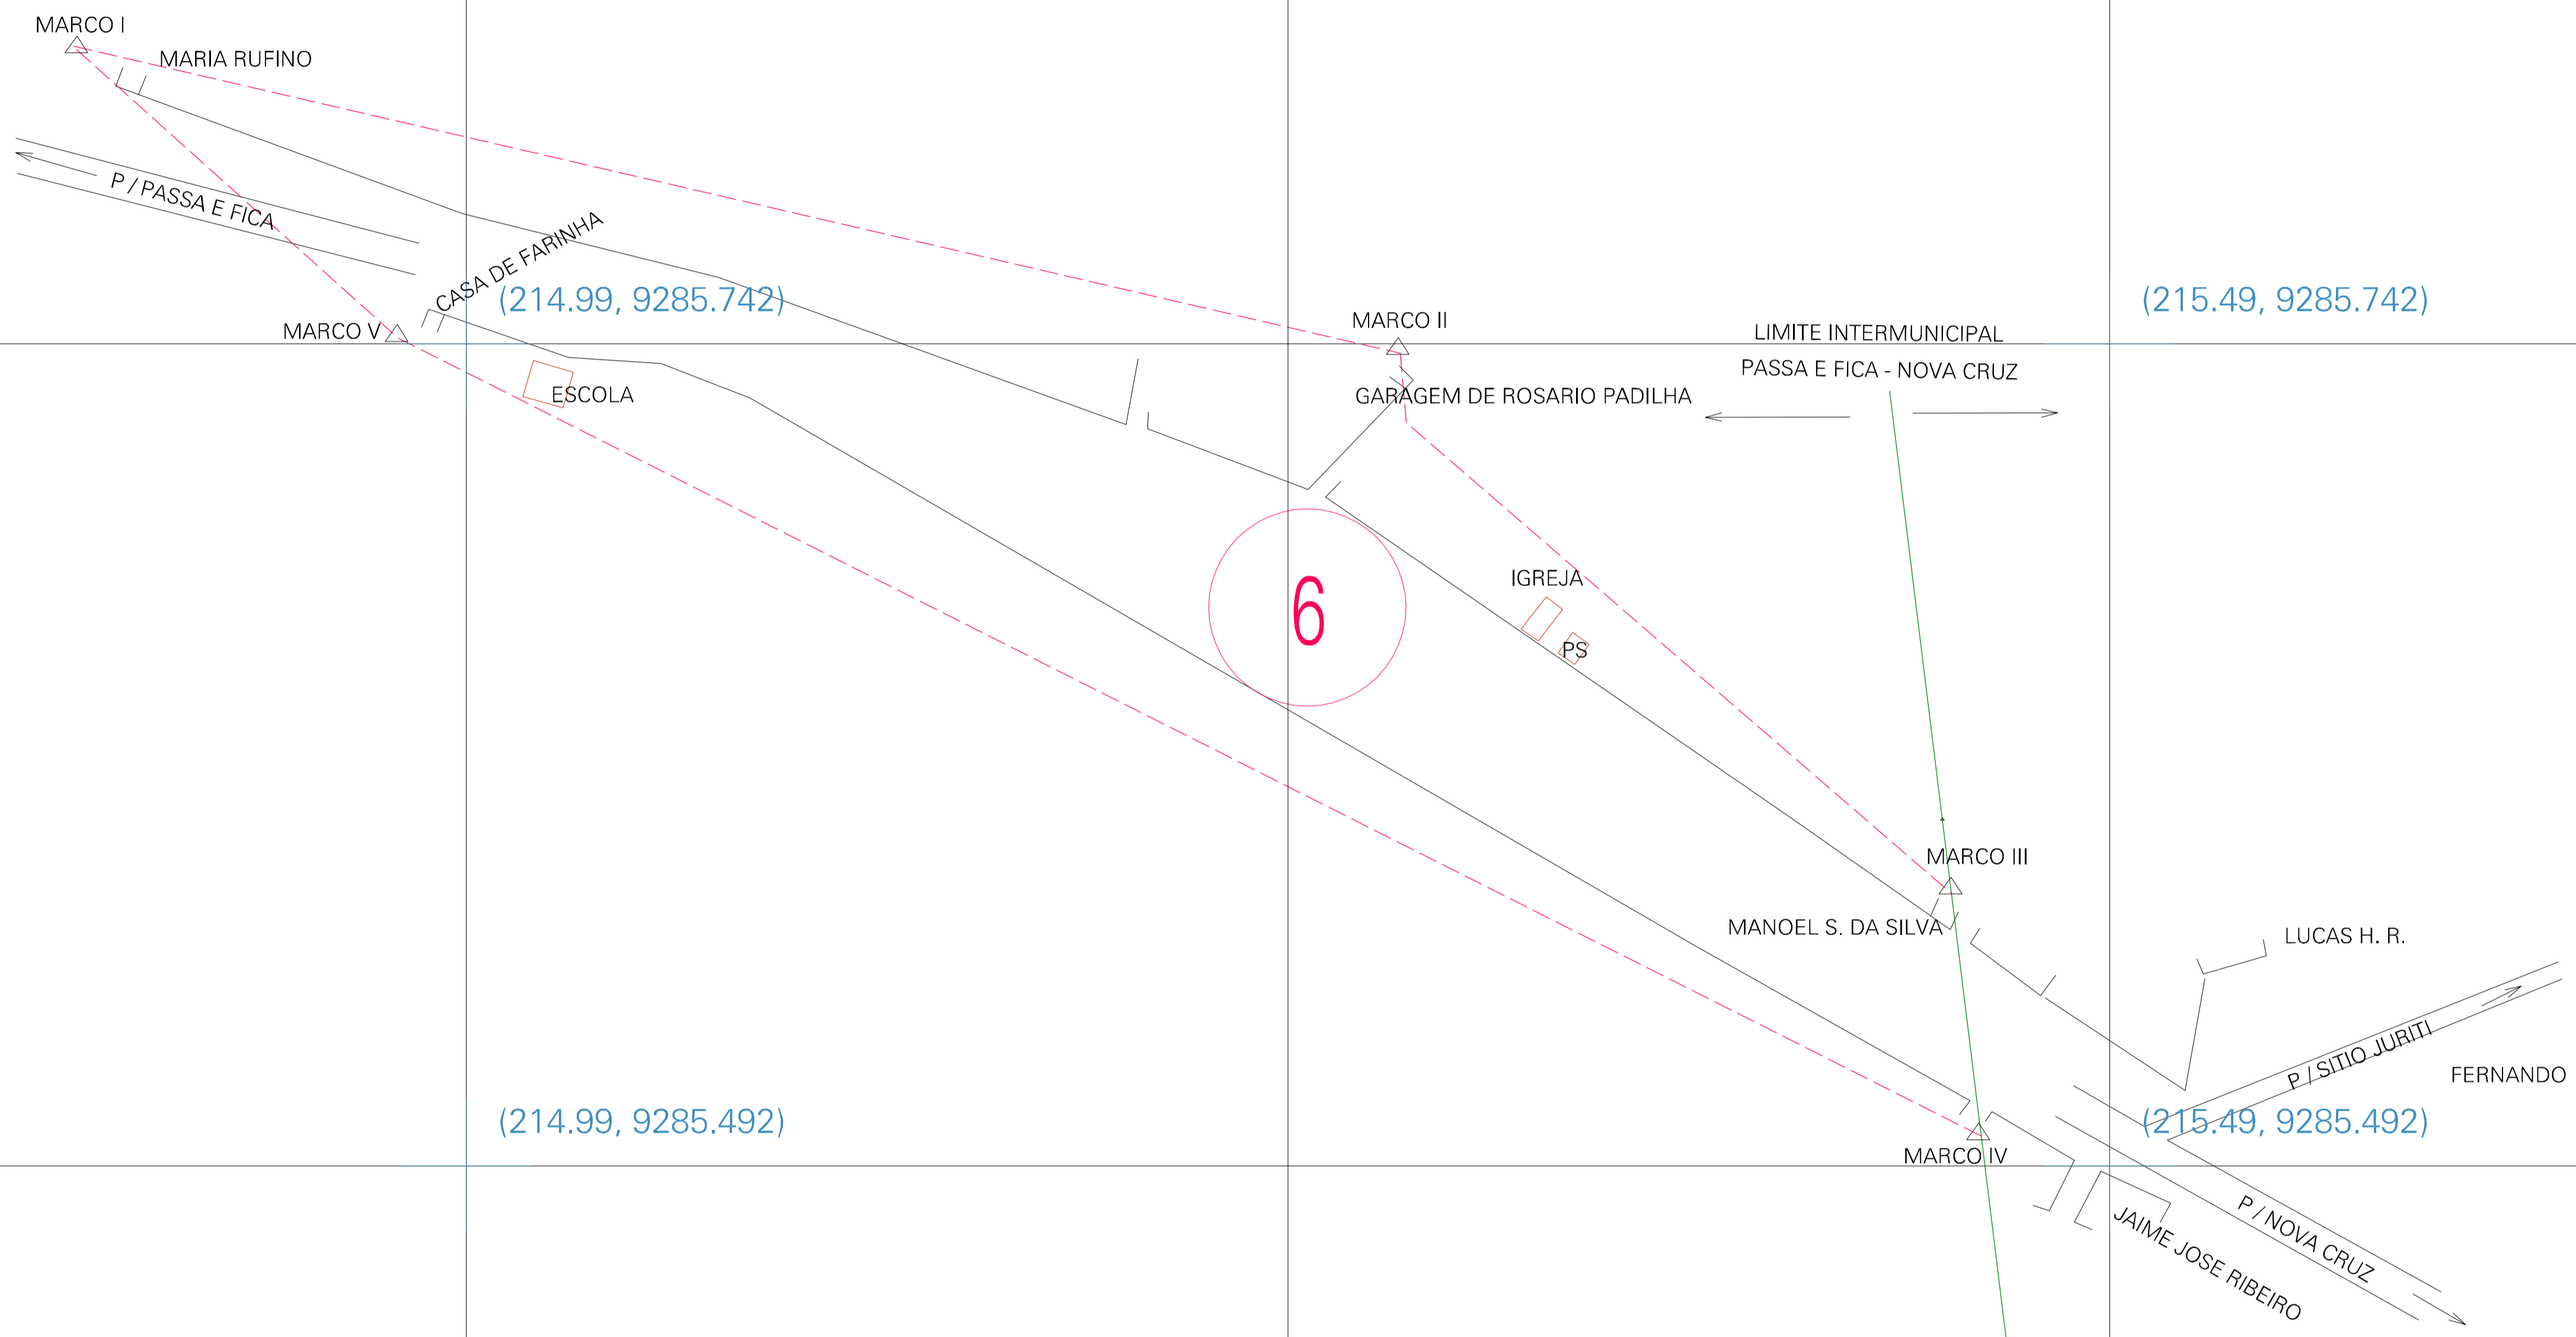 MARCO I
MARIA RUFINO
P / PASSA E FICA
CASA DE FARINHA
(214.99, 9285.742)
(215.49, 9285.742)
MARCO V
MARCO II
LIMITE INTERMUNICIPAL
PASSA E FICA - NOVA CRUZ
ESCOLA
GARAGEM DE ROSARIO PADILHA
6
IGREJA
PS
MARCO III
MANOEL S. DA SILVA
LUCAS H. R.
P / SITIO JURITI
FERNANDO
(214.99, 9285.492)
(215.49, 9285.492)
MARCO IV
P / NOVA CRUZ
JAIME JOSE RIBEIRO